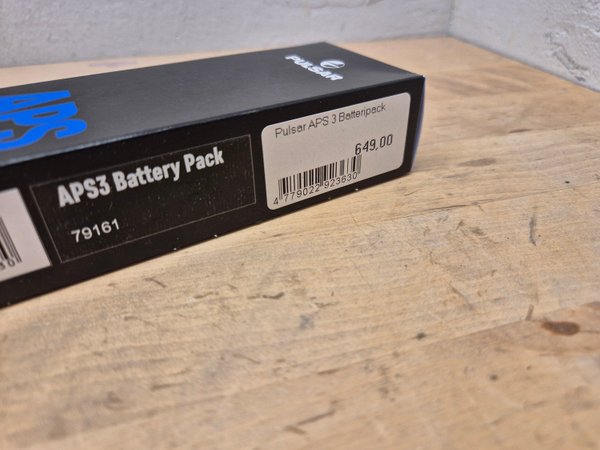 PULSAR
APS
Pulsar APS 3 Batteripack
649,00
4 779022 923630
APS3 Battery Pack
79161